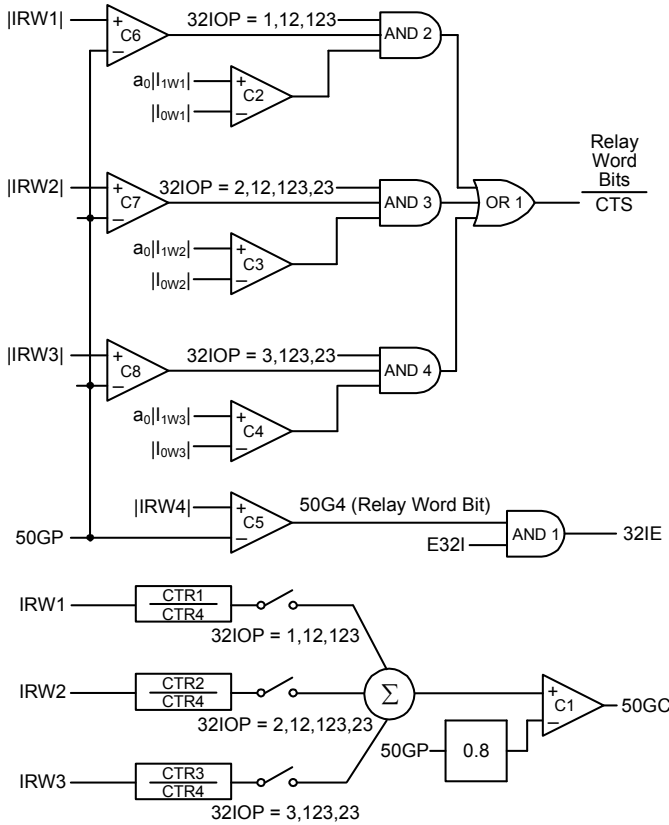 |IRW1|
+
C6
−
32IOP = 1,12,123
AND 2
a0|I1W1|
+
C2
|I0W1|
−
Relay
Word
Bits
CTS
|IRW2|
+
C7
−
32IOP = 2,12,123,23
AND 3
OR 1
a0|I1W2|
+
C3
|I0W2|
−
|IRW3|
+
C8
−
32IOP = 3,123,23
AND 4
a0|I1W3|
+
C4
|I0W3|
−
|IRW4|
+
C5
−
50G4 (Relay Word Bit)
50GP
E32I
AND 1
32IE
IRW1
CTR1
CTR4
32IOP = 1,12,123
IRW2
CTR2
CTR4
32IOP = 2,12,123,23
Σ
+
C1
−
50GC
50GP
0.8
IRW3
CTR3
CTR4
32IOP = 3,123,23